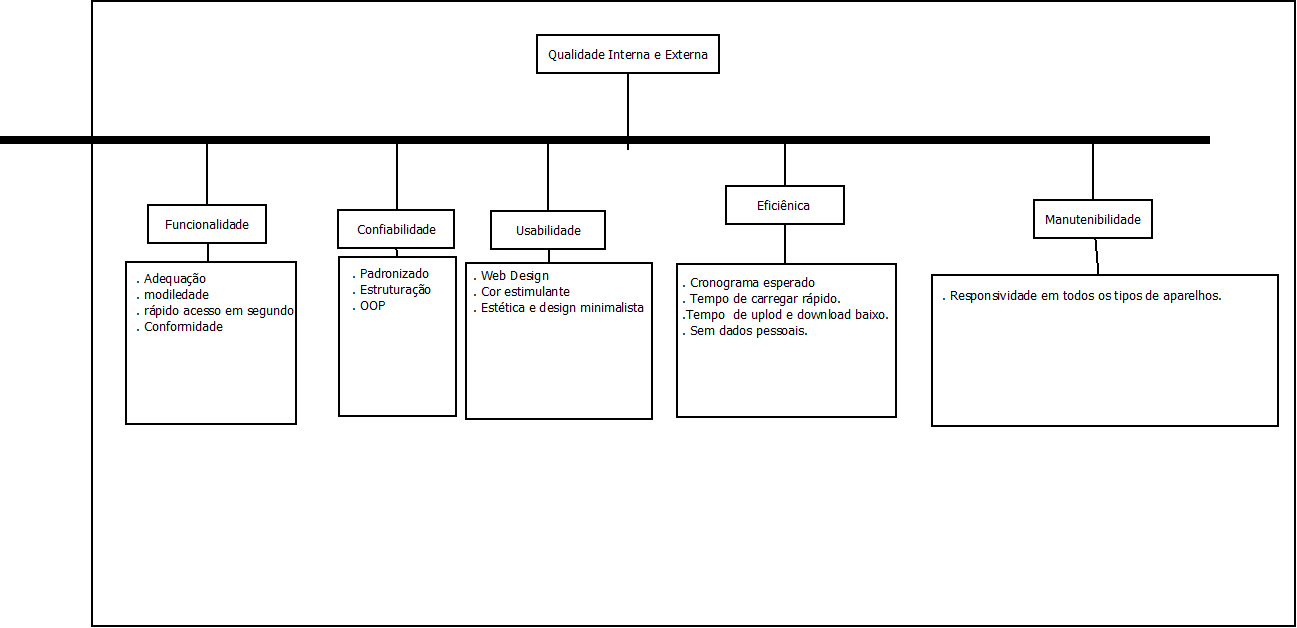 Qualidade Interna e Externa
Funcionalidade
. Adequação
. modiledade
. rápido acesso em segundo
. Conformidade
Confiabilidade
. Padronizado
. Estruturação
. OOP
Usabilidade
. Web Design
. Cor estimulante
. Estética e design minimalista
Eficiênica
. Cronograma esperado
. Tempo de carregar rápido.
.Tempo  de uplod e download baixo.
. Sem dados pessoais.
Manutenibilidade
. Responsividade em todos os tipos de aparelhos.